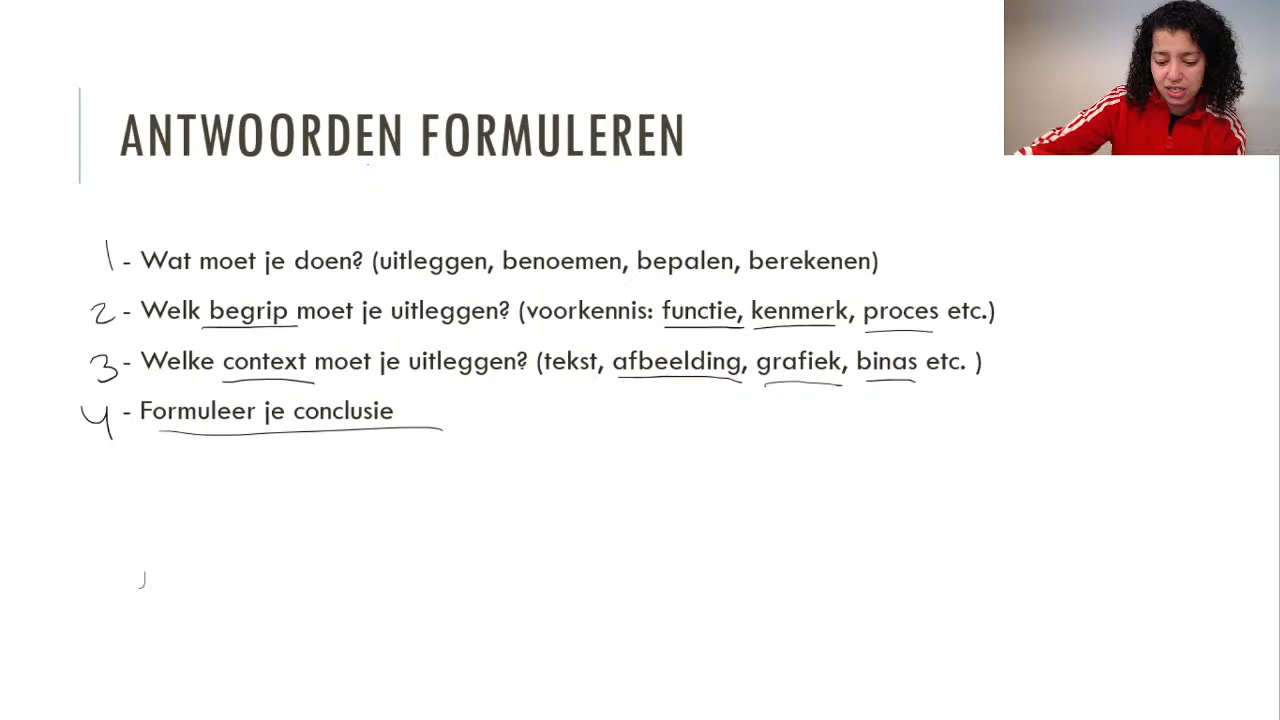 ANTWOORDEN FORMULEREN
1 - Wat moet je doen? (uitleggen, benoemen, bepalen, berekenen)
2 - Welk begrip moet je uitleggen? (voorkennis: functie, kenmerk, proces etc.)
3 - Welke context moet je uitleggen? (tekst, afbeelding, grafiek, binas etc. )
4 - Formuleer je conclusie